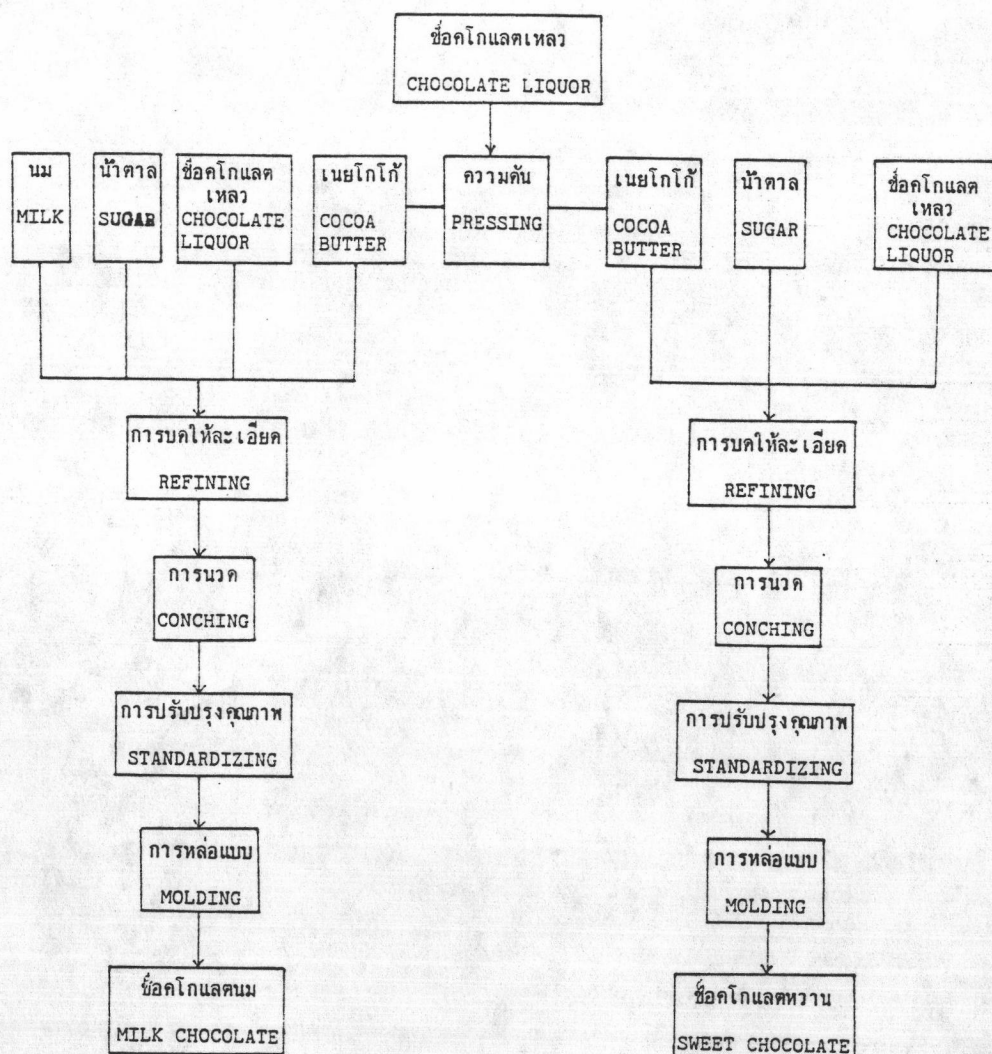 ช็อคโกแลตเหลว
CHOCOLATE LIQUOR
นม
MILK
น้ำตาล
SUGAR
ช็อคโกแลต
เหลว
CHOCOLATE
LIQUOR
เนยโกโก้
COCOA
BUTTER
ความดัน
PRESSING
เนยโกโก้
COCOA
BUTTER
น้ำตาล
SUGAR
ช็อคโกแลต
เหลว
CHOCOLATE
LIQUOR
การบดให้ละเอียด
REFINING
การบดให้ละเอียด
REFINING
การนวด
CONCHING
การนวด
CONCHING
การปรับปรุงคุณภาพ
STANDARDIZING
การปรับปรุงคุณภาพ
STANDARDIZING
การหล่อแบบ
MOLDING
การหล่อแบบ
MOLDING
ช็อคโกแลตนม
MILK CHOCOLATE
ช็อคโกแลตหวาน
SWEET CHOCOLATE